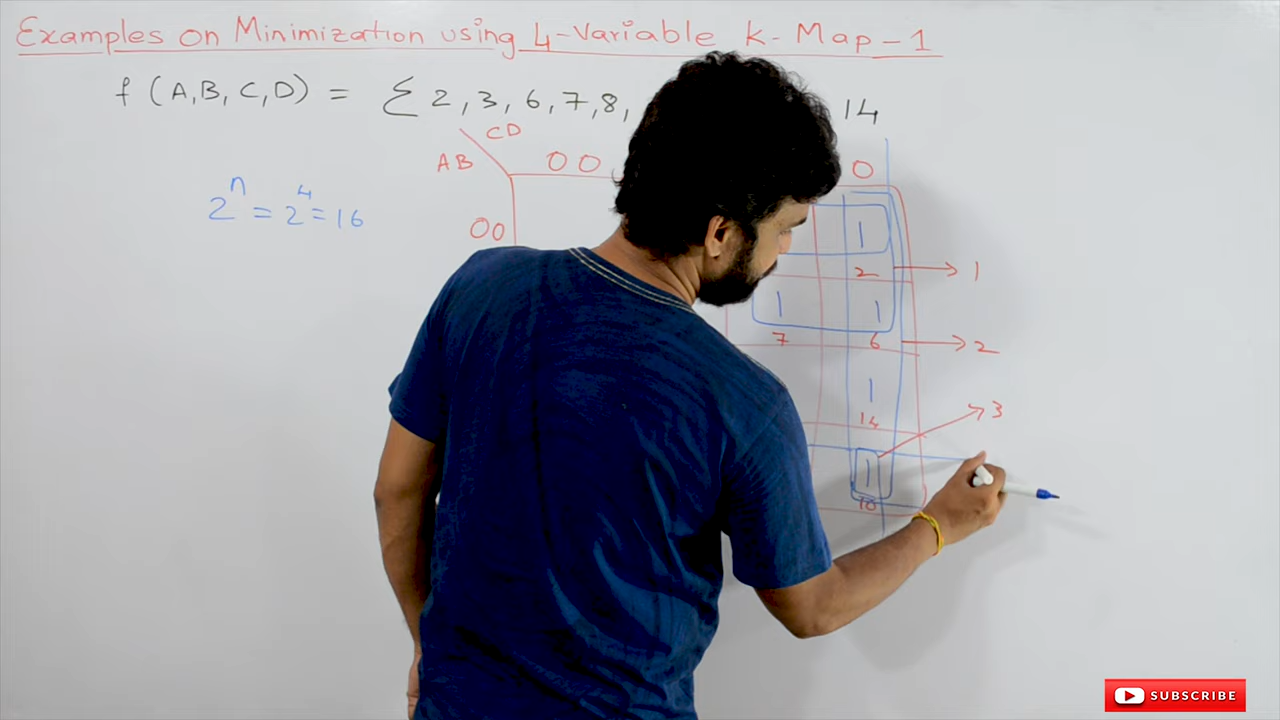 Examples on Minimization using 4-Variable K-Map-1
f (A,B,C,D) = Σ 2,3,6,7,8, 14
CD
AB 00 0
2ⁿ = 2⁴ = 16
00
1
2 → 1
1 1
7 6 → 2
1
14 → 3
1
10
SUBSCRIBE